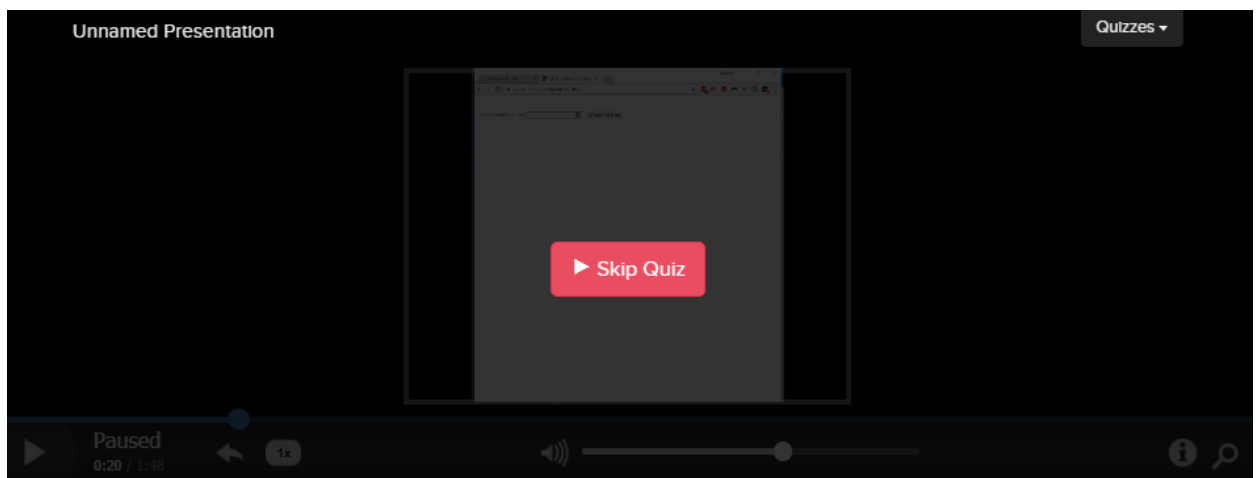 Unnamed Presentation
Quizzes
Skip Quiz
Paused
0:20 / 1:48
1x